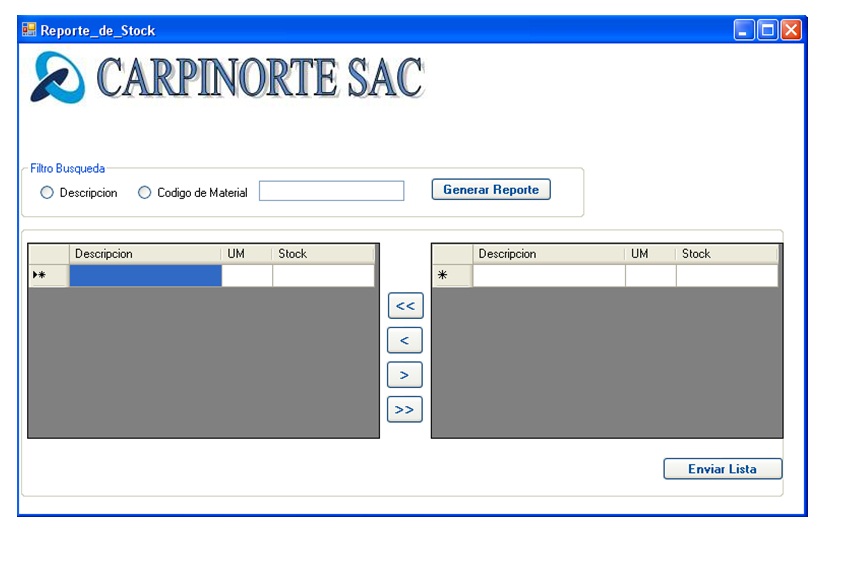 Reporte_de_Stock
CARPINORTE SAC
Filtro Busqueda
Descripcion Codigo de Material Generar Reporte
Descripcion UM Stock Descripcion UM Stock
<<
<
>
>>
Enviar Lista